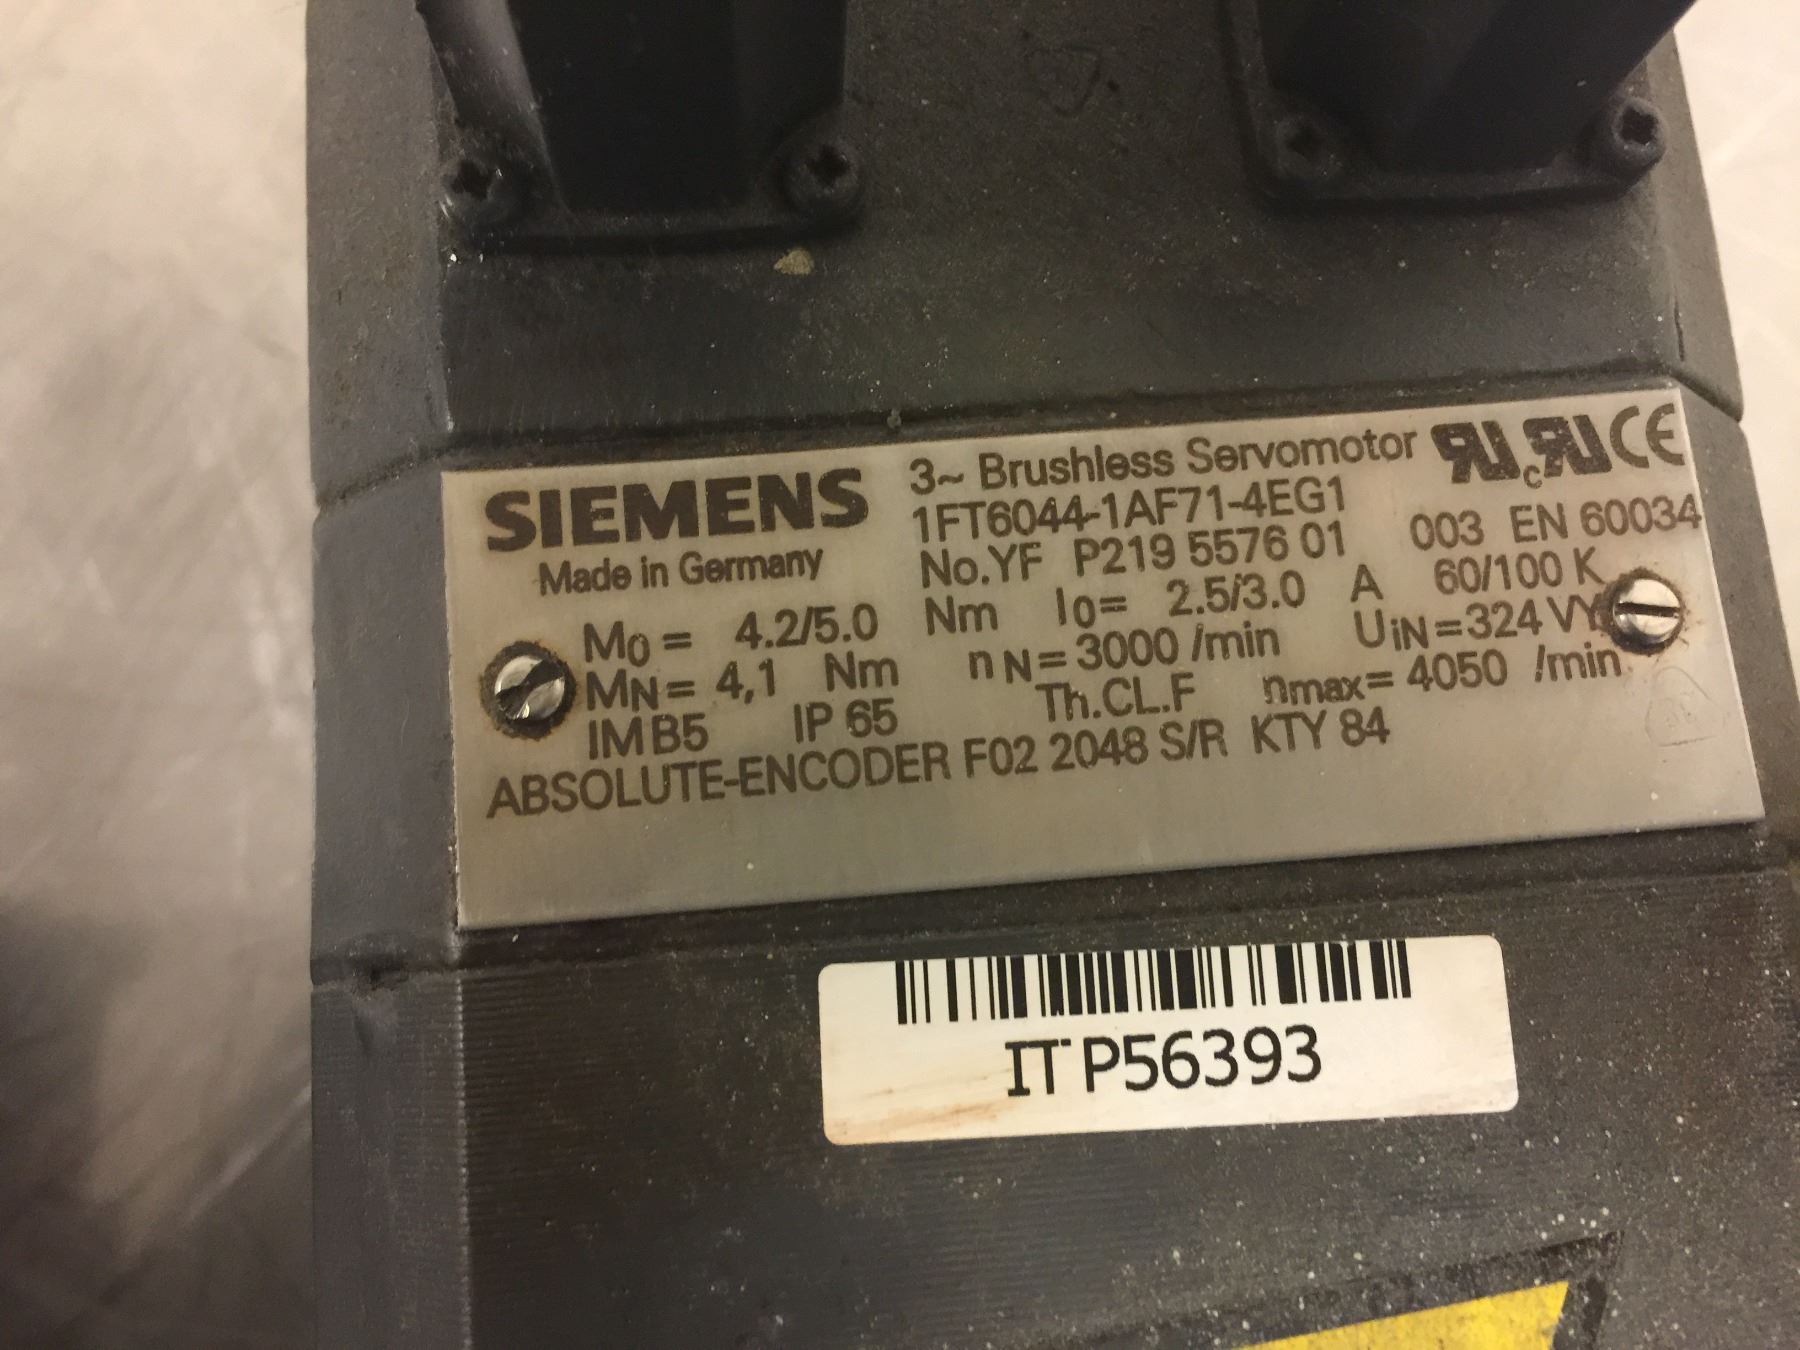 SIEMENS
Made in Germany
3~ Brushless Servomotor
1FT6044-1AF71-4EG1
No.YF P219 5576 01 003 EN 60034
M0 = 4.2/5.0 Nm I0= 2.5/3.0 A 60/100 K
MN= 4,1 Nm nN= 3000 /min UiN=324 VY
IM B5 IP 65 Th.CL.F nmax= 4050 /min
ABSOLUTE-ENCODER F02 2048 S/R KTY 84
IT P56393